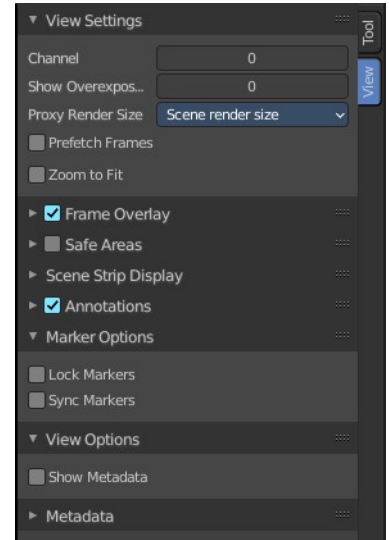 View Settings
Tool
Channel 0
Show Overexpos... 0
View
Proxy Render Size Scene render size
Prefetch Frames
Zoom to Fit
Frame Overlay
Safe Areas
Scene Strip Display
Annotations
Marker Options
Lock Markers
Sync Markers
View Options
Show Metadata
Metadata